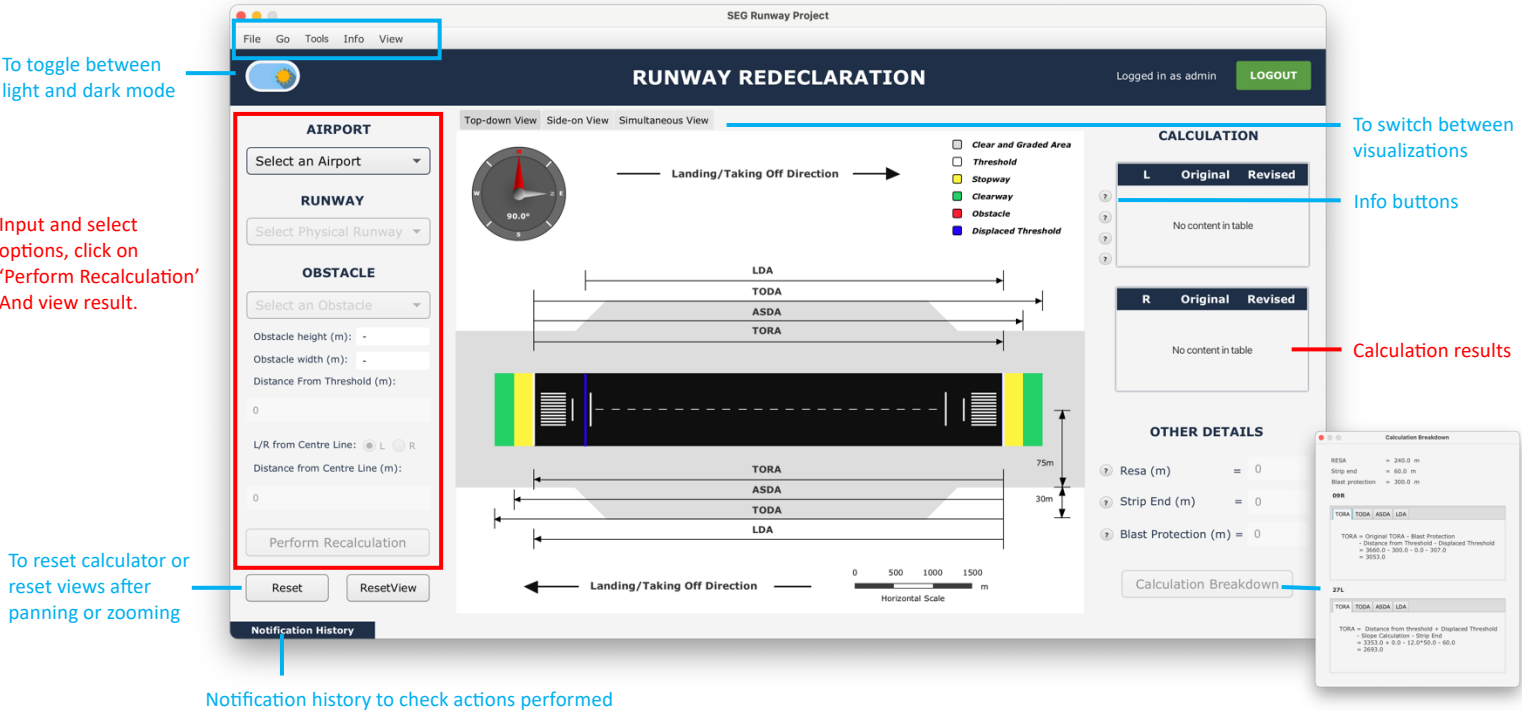 SEG Runway Project
File Go Tools Info View
To toggle between
light and dark mode
RUNWAY REDECLARATION
Logged in as admin
LOGOUT
AIRPORT
Select an Airport
RUNWAY
Select Physical Runway
OBSTACLE
Select an Obstacle
Obstacle height (m): -
Obstacle width (m): -
Distance From Threshold (m):
0
L/R from Centre Line: L R
Distance from Centre Line (m):
0
Perform Recalculation
Reset
ResetView
Notification History
Input and select
options, click on
‘Perform Recalculation’
And view result.
To reset calculator or
reset views after
panning or zooming
Notification history to check actions performed
Top-down View Side-on View Simultaneous View
N
W
E
S
2
90.0°
Landing/Taking Off Direction
Clear and Graded Area
Threshold
Stopway
Clearway
Obstacle
Displaced Threshold
LDA
TODA
ASDA
TORA
75m
30m
TORA
ASDA
TODA
LDA
Landing/Taking Off Direction
0 500 1000 1500
m
Horizontal Scale
CALCULATION
L Original Revised
?
?
?
?
No content in table
R Original Revised
No content in table
OTHER DETAILS
? Resa (m) = 0
? Strip End (m) = 0
? Blast Protection (m) = 0
Calculation Breakdown
To switch between
visualizations
Info buttons
Calculation results
Calculation Breakdown
RESA = 240.0 m
Strip end = 60.0 m
Blast protection = 300.0 m
09R
TORA TODA ASDA LDA
TORA = Original TORA - Blast Protection
- Distance from Threshold - Displaced Threshold
= 3660.0 - 300.0 - 0.0 - 307.0
= 3053.0
27L
TORA TODA ASDA LDA
TORA = Distance from threshold + Displaced Threshold
- Slope Calculation - Strip End
= 3353.0 + 0.0 - 12.0*50.0 - 60.0
= 2693.0